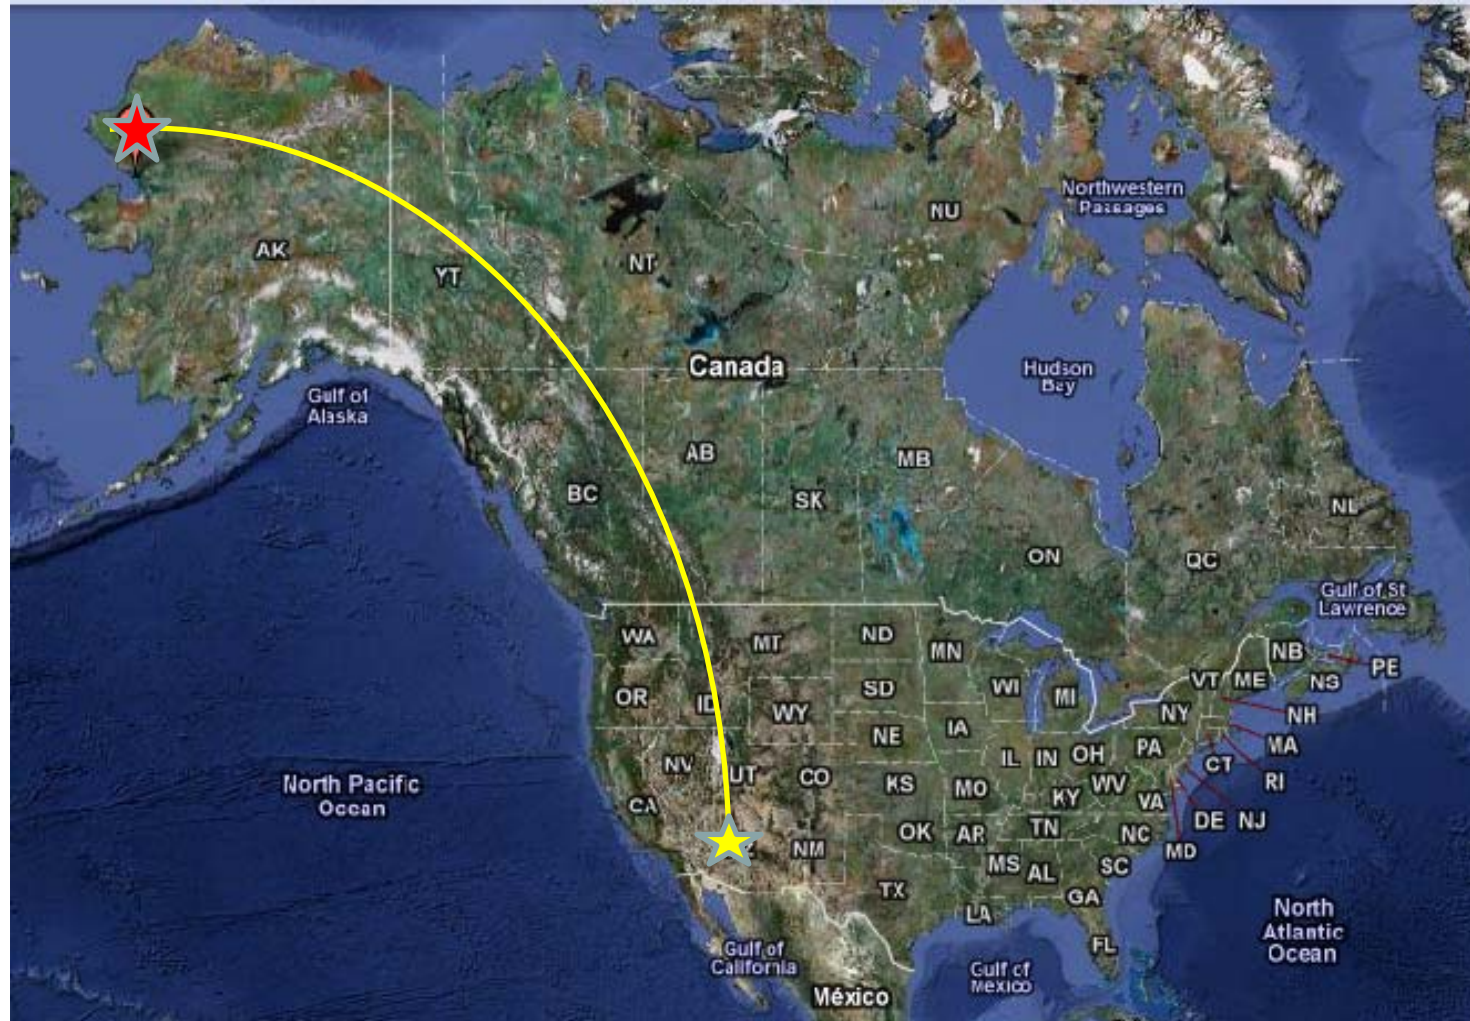 Northwestern
Passages
NU
AK
NT
YT
Canada
Hudson
Bay
Gulf of
Alaska
AB
MB
BC
SK
NL
ON
QC
Gulf of St
Lawrence
WA
MT
ND
MN
NB
PE
VT
ME
NS
OR
ID
SD
WI
MI
WY
NY
NH
NE
IA
PA
MA
NV
UT
CO
IL
IN
OH
CT
RI
North Pacific
Ocean
KS
MO
WV
KY
VA
CA
DE
NJ
OK
AR
TN
NC
NM
MD
MS
AL
SC
TX
GA
LA
North
Atlantic
Ocean
FL
Gulf of
California
Gulf of
Mexico
México